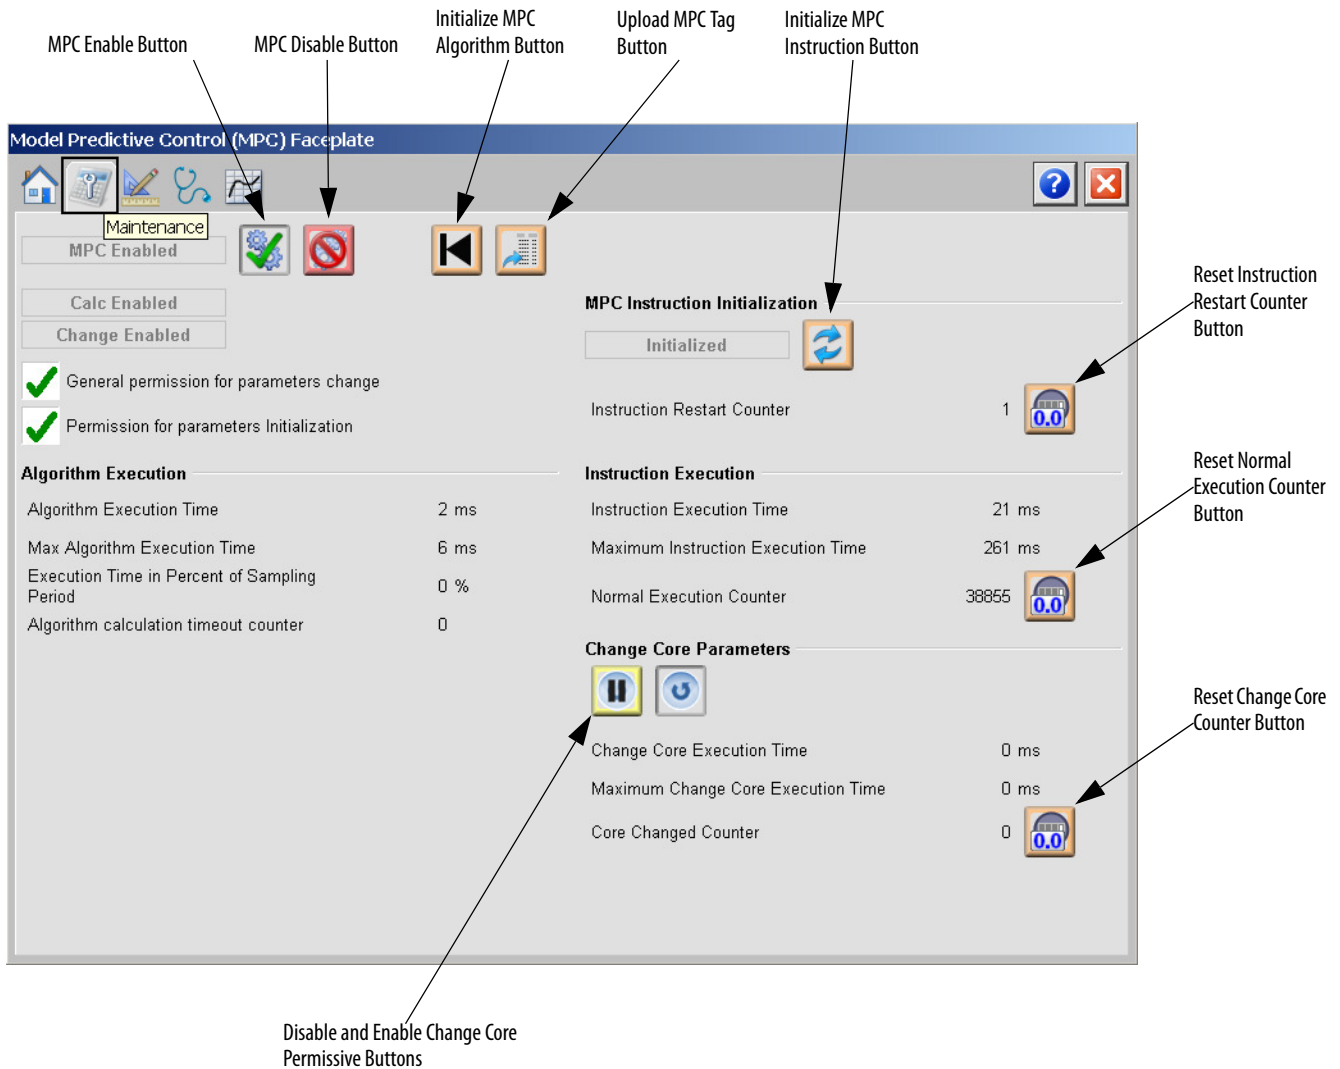 MPC Enable Button
MPC Disable Button
Initialize MPC
Algorithm Button
Upload MPC Tag
Button
Initialize MPC
Instruction Button
Model Predictive Control (MPC) Faceplate
Maintenance
MPC Enabled
Calc Enabled
Change Enabled
General permission for parameters change
Permission for parameters Initialization
MPC Instruction Initialization
Initialized
Instruction Restart Counter 1
0.0
Reset Instruction
Restart Counter
Button
Algorithm Execution
Algorithm Execution Time 2 ms
Max Algorithm Execution Time 6 ms
Execution Time in Percent of Sampling
Period 0 %
Algorithm calculation timeout counter 0
Instruction Execution
Instruction Execution Time 21 ms
Maximum Instruction Execution Time 261 ms
Normal Execution Counter 38855
0.0
Reset Normal
Execution Counter
Button
Change Core Parameters
Change Core Execution Time 0 ms
Maximum Change Core Execution Time 0 ms
Core Changed Counter 0
0.0
Reset Change Core
Counter Button
Disable and Enable Change Core
Permissive Buttons